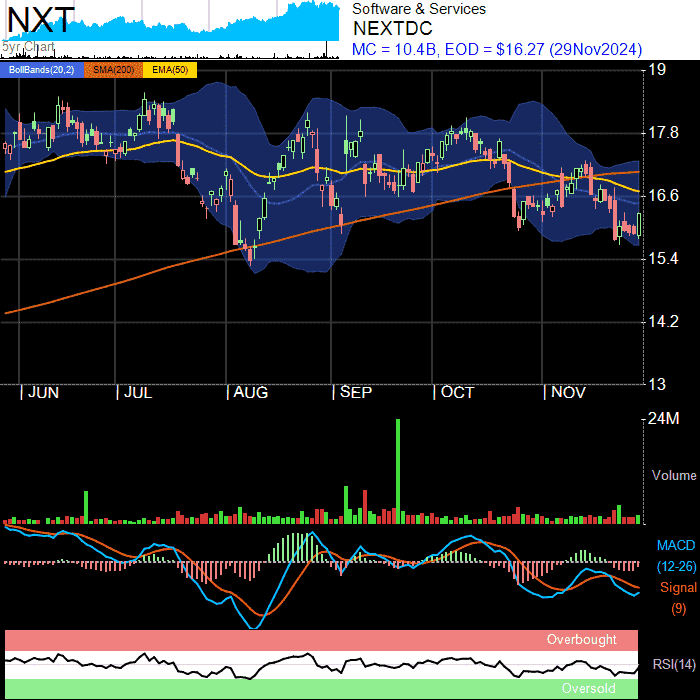 NXT
5yr Chart
Software & Services
NEXTDC
MC = 10.4B, EOD = $16.27 (29Nov2024)
BollBands(20,2) SMA(200) EMA(50)
19
17.8
16.6
15.4
14.2
13
JUN JUL AUG SEP OCT NOV
24M
Volume
MACD
(12-26)
Signal
(9)
Overbought
RSI(14)
Oversold